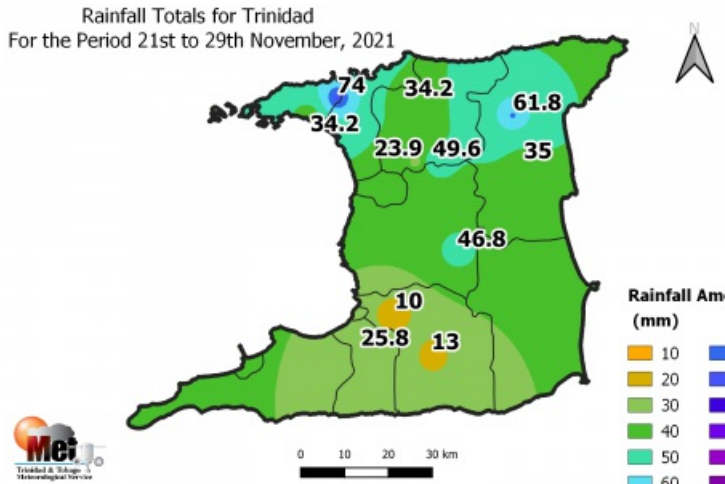 Rainfall Totals for Trinidad
For the Period 21st to 29th November, 2021
N
74
34.2
61.8
34.2
23.9
49.6
35
46.8
10
25.8
13
Rainfall Am
(mm)
10
20
30
40
50
60
0 10 20 30 km
Met
Trinidad & Tobago
Meteorological Service